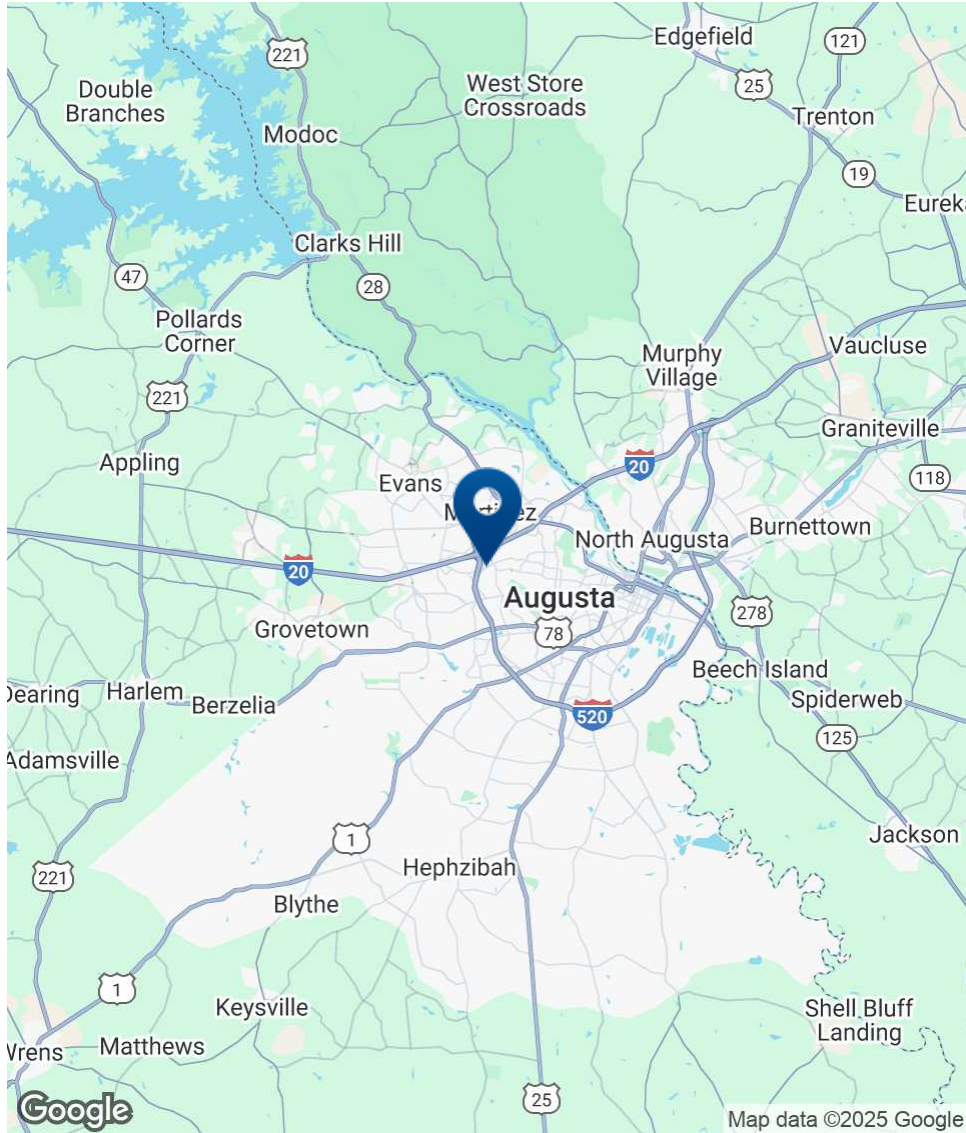 221
Edgefield
121
Double
Branches
West Store
Crossroads
25
Trenton
Modoc
19
Clarks Hill
47
28
Pollards
Corner
Murphy
Village
Vaucluse
221
Graniteville
Appling
20
118
Evans
Burnettown
North Augusta
20
Augusta
278
Grovetown
78
Beech Island
Dearing
Harlem
Berzelia
Spiderweb
520
125
Adamsville
1
Jackson
Hephzibah
221
Blythe
1
Keysville
Shell Bluff
Landing
Wrens
Matthews
25
Google
Map data ©2025 Google